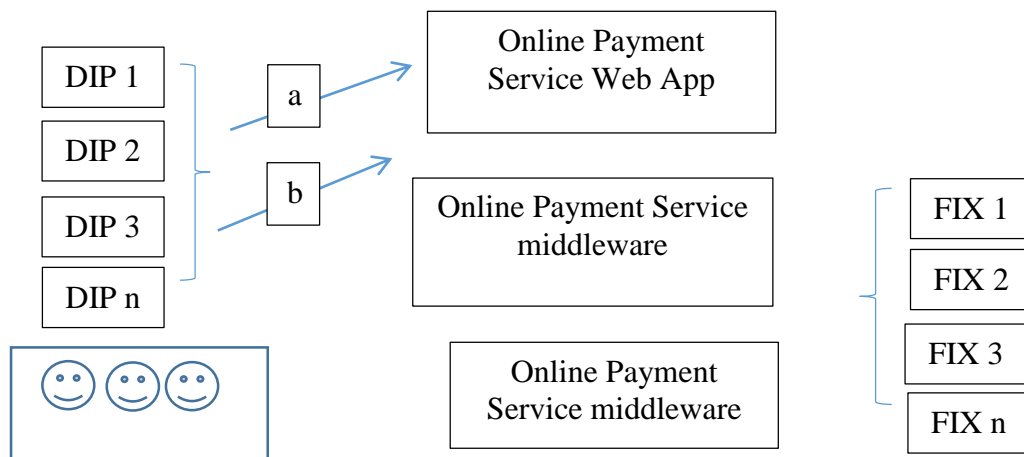 DIP 1
DIP 2
DIP 3
DIP n
a
b
Online Payment
Service Web App
Online Payment Service
middleware
Online Payment
Service middleware
FIX 1
FIX 2
FIX 3
FIX n